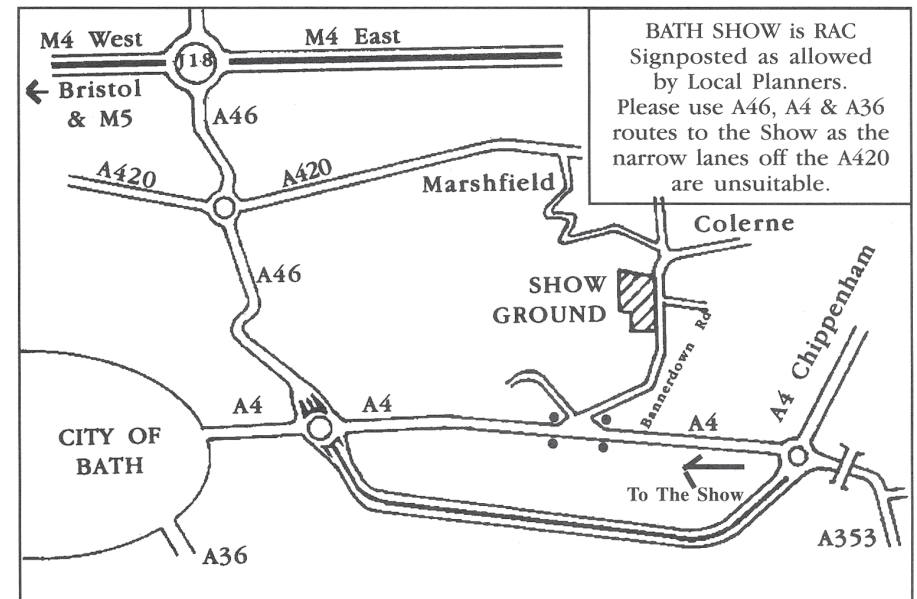 M4 West
M4 East
J18
Bristol
& M5
A46
BATH SHOW is RAC
Signposted as allowed
by Local Planners.
Please use A46, A4 & A36
routes to the Show as the
narrow lanes off the A420
are unsuitable.
A420
A420
Marshfield
Colerne
A46
SHOW
GROUND
Bannerdown Rd
A4 Chippenham
A4
A4
A4
CITY OF
BATH
To The Show
A36
A353